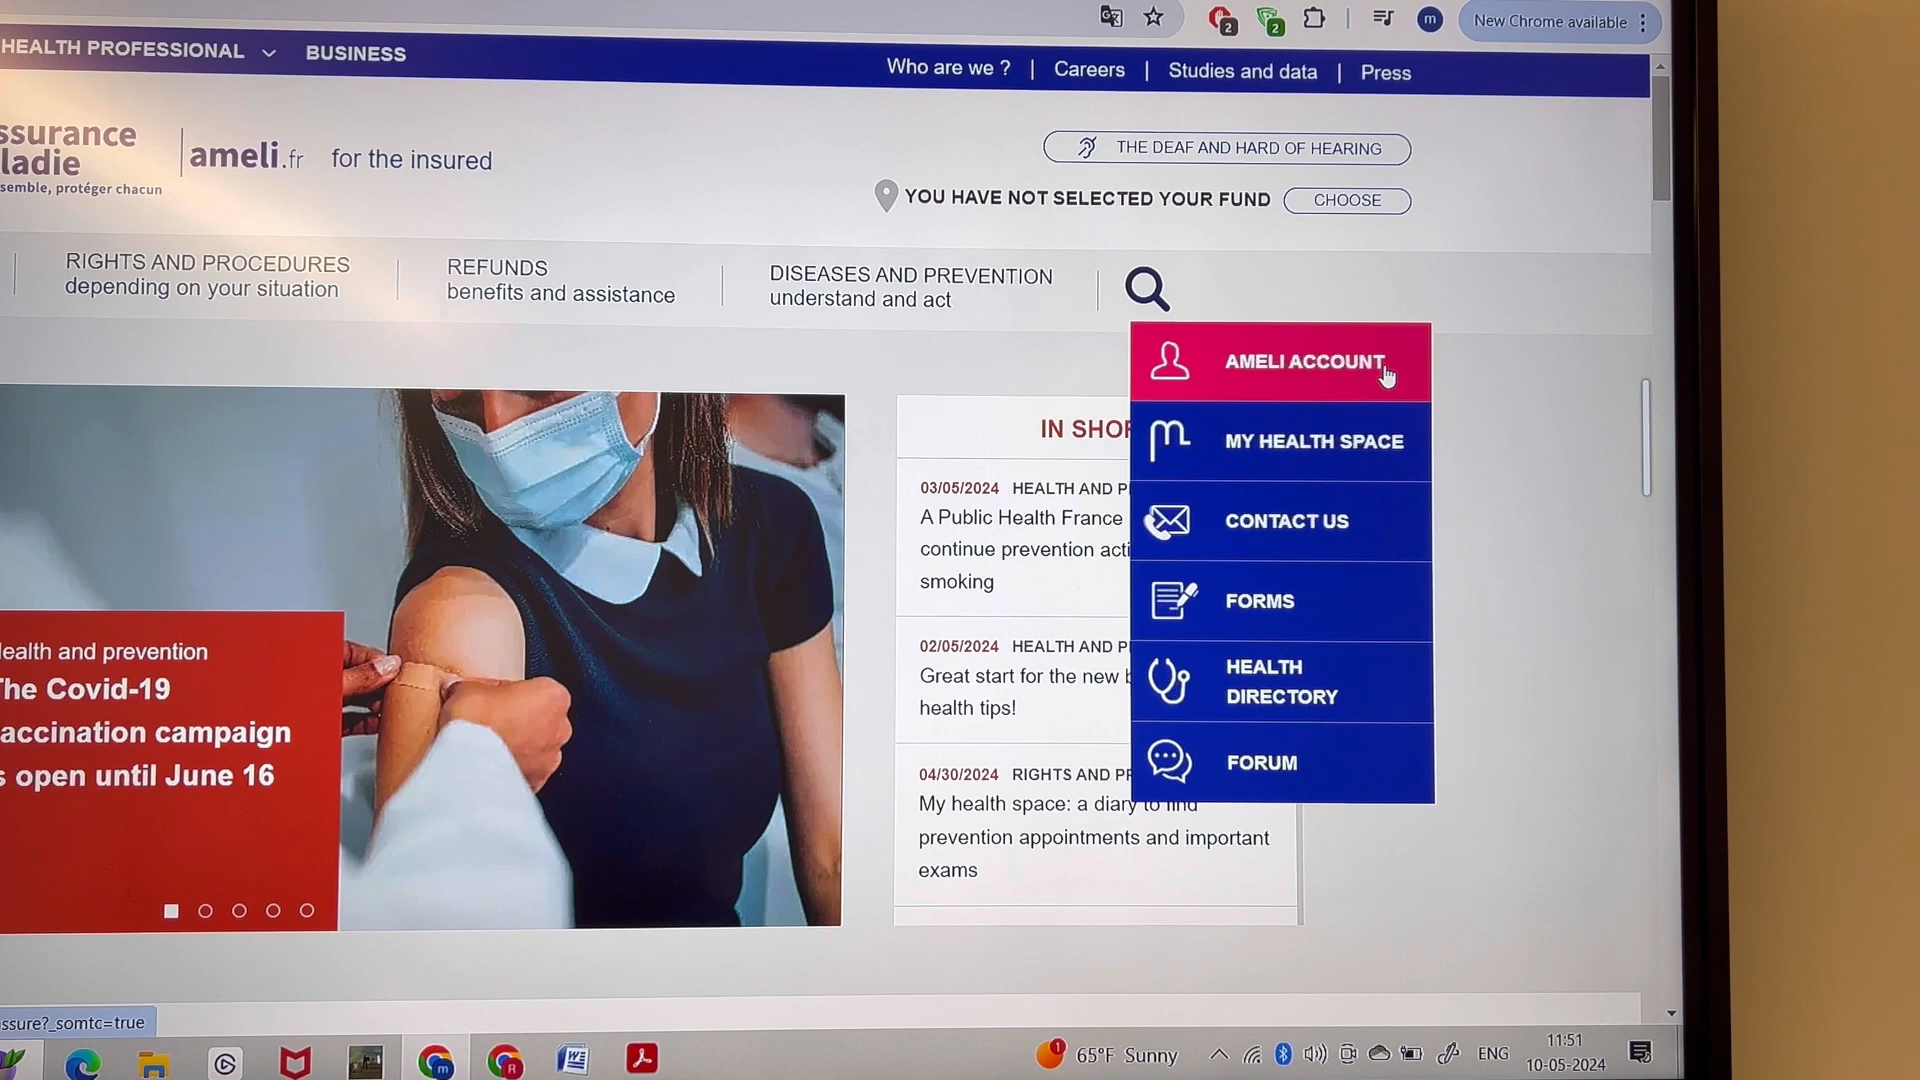 New Chrome available
HEALTH PROFESSIONAL
BUSINESS
Who are we ? | Careers | Studies and data | Press
ssurance
ladie
semble, protéger chacun
ameli.fr for the insured
THE DEAF AND HARD OF HEARING
YOU HAVE NOT SELECTED YOUR FUND
CHOOSE
RIGHTS AND PROCEDURES
depending on your situation
REFUNDS
benefits and assistance
DISEASES AND PREVENTION
understand and act
AMELI ACCOUNT
MY HEALTH SPACE
CONTACT US
FORMS
HEALTH
DIRECTORY
FORUM
IN SHOR
03/05/2024 HEALTH AND P
A Public Health France
continue prevention acti
smoking
02/05/2024 HEALTH AND P
Great start for the new b
health tips!
04/30/2024 RIGHTS AND PR
My health space: a diary to find
prevention appointments and important
exams
ealth and prevention
The Covid-19
accination campaign
s open until June 16
ssure?_somtc=true
65°F Sunny
ENG
11:51
10-05-2024